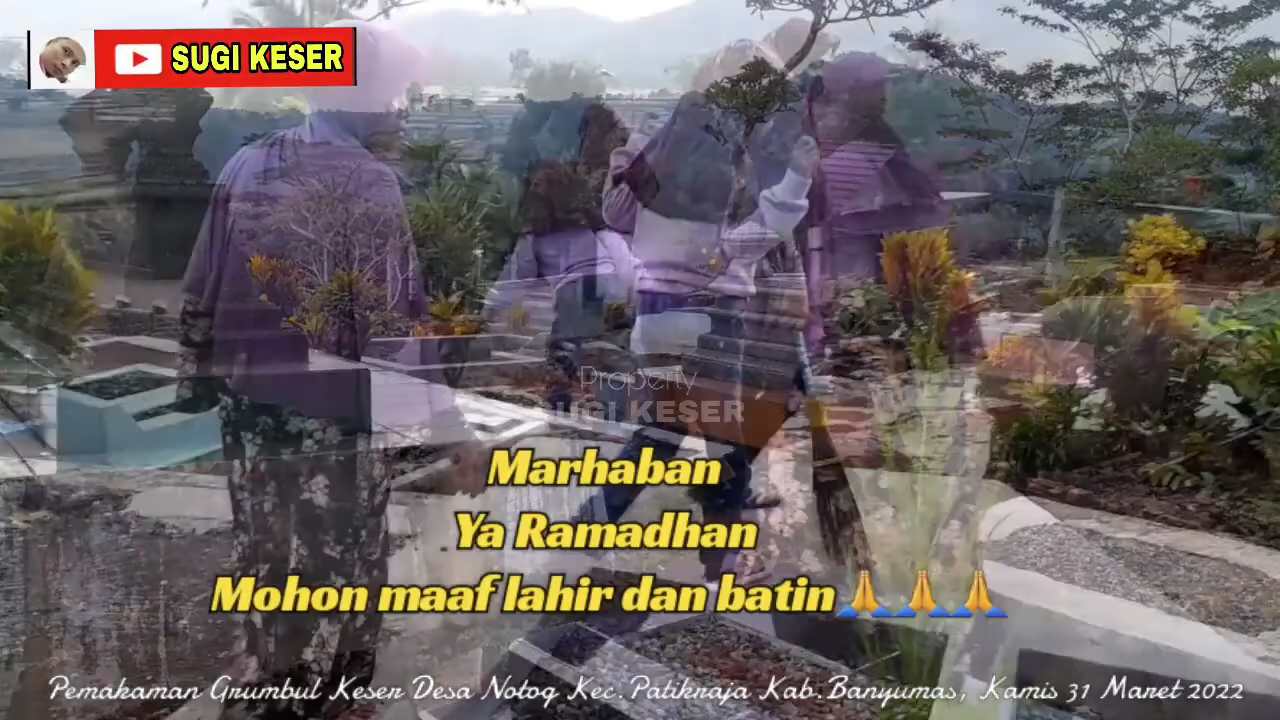 SUGI KESER
Property
SUGI KESER
Marhaban
Ya Ramadhan
Mohon maaf lahir dan batin🙏🙏🙏
Pemakaman Grumbul Keser Desa Notog Kec.Patikraja Kab.Banyumas, Kamis 31 Maret 2022